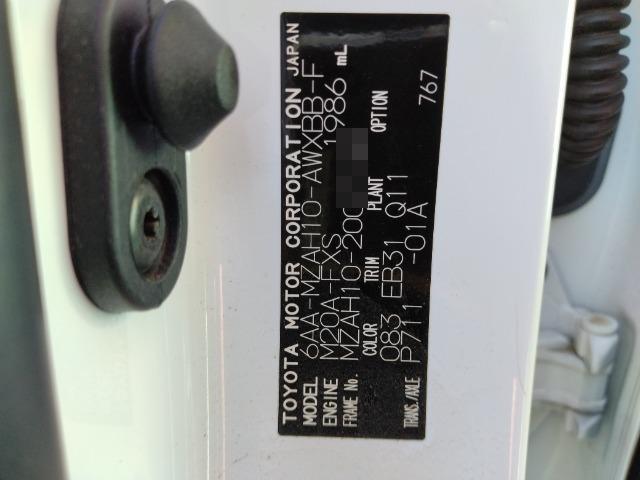 TOYOTA MOTOR CORPORATION JAPAN
MODEL 6AA-MZAH10-AWXBB-F
ENGINE M20A-FXS 1986 mL
FRAME No. MZAH10-200
COLOR TRIM PLANT OPTION
083 EB31 Q11
TRANS./AXLE P711 -01A 767